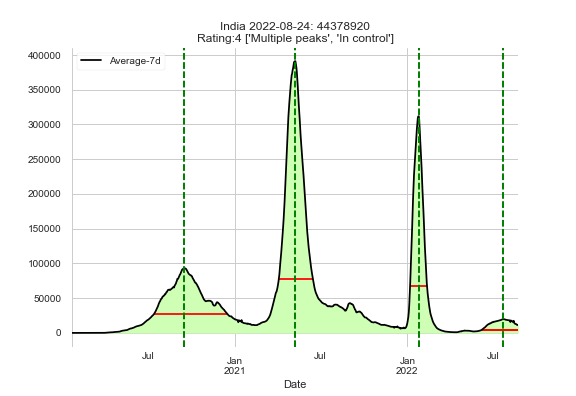 India 2022-08-24: 44378920
Rating:4 ['Multiple peaks', 'In control']
Average-7d
400000
350000
300000
250000
200000
150000
100000
50000
0
Jul
Jan
2021
Jul
Jan
2022
Jul
Date